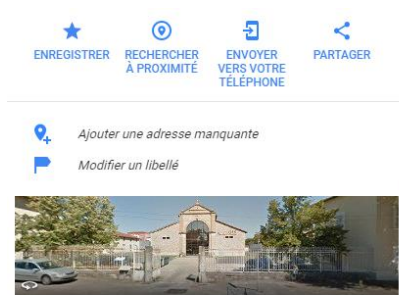 ENREGISTRER
RECHERCHER
À PROXIMITÉ
ENVOYER
VERS VOTRE
TÉLÉPHONE
PARTAGER
Ajouter une adresse manquante
Modifier un libellé